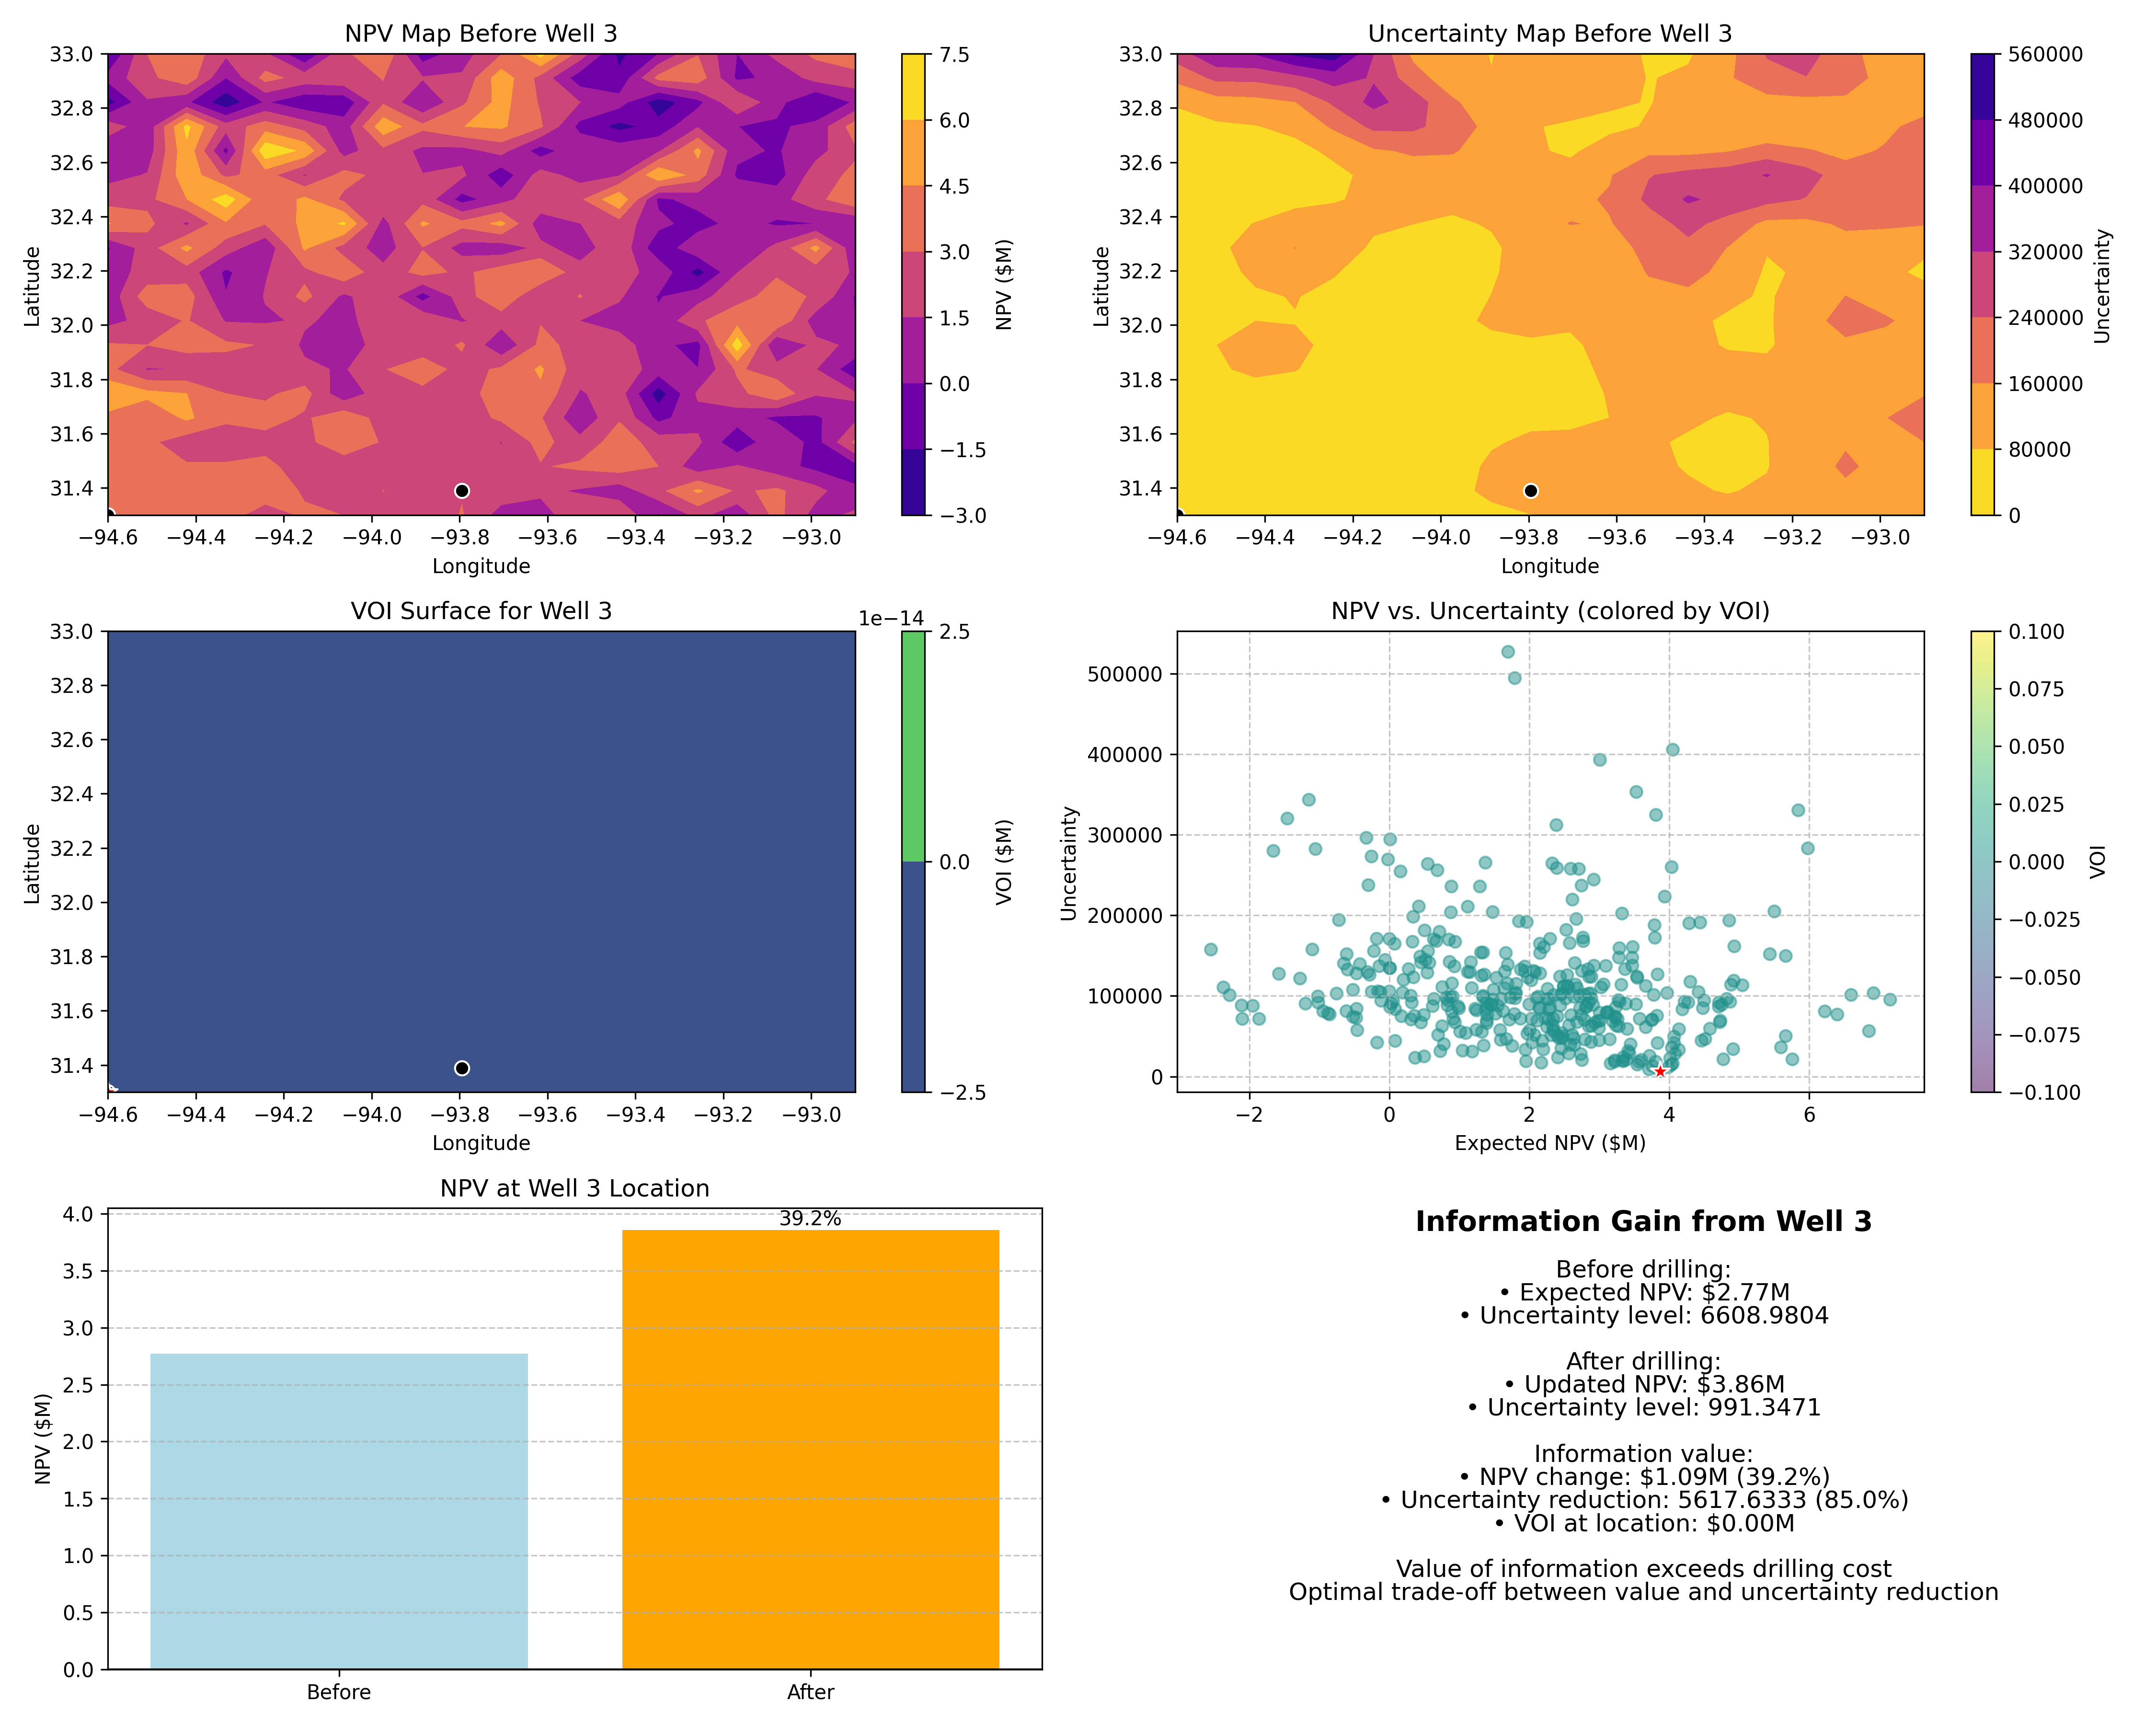 NPV Map Before Well 3
33.0
32.8
32.6
32.4
32.2
32.0
31.8
31.6
31.4
Latitude
−94.6 −94.4 −94.2 −94.0 −93.8 −93.6 −93.4 −93.2 −93.0
Longitude
7.5
6.0
4.5
3.0
1.5
0.0
−1.5
−3.0
NPV ($M)
Uncertainty Map Before Well 3
33.0
32.8
32.6
32.4
32.2
32.0
31.8
31.6
31.4
Latitude
−94.6 −94.4 −94.2 −94.0 −93.8 −93.6 −93.4 −93.2 −93.0
Longitude
560000
480000
400000
320000
240000
160000
80000
0
Uncertainty
VOI Surface for Well 3
33.0
32.8
32.6
32.4
32.2
32.0
31.8
31.6
31.4
Latitude
−94.6 −94.4 −94.2 −94.0 −93.8 −93.6 −93.4 −93.2 −93.0
Longitude
1e−14
2.5
0.0
−2.5
VOI ($M)
NPV vs. Uncertainty (colored by VOI)
500000
400000
300000
200000
100000
0
Uncertainty
−2 0 2 4 6
Expected NPV ($M)
0.100
0.075
0.050
0.025
0.000
−0.025
−0.050
−0.075
−0.100
VOI
NPV at Well 3 Location
4.0
3.5
3.0
2.5
2.0
1.5
1.0
0.5
0.0
NPV ($M)
39.2%
Before After
Information Gain from Well 3
Before drilling:
• Expected NPV: $2.77M
• Uncertainty level: 6608.9804
After drilling:
• Updated NPV: $3.86M
• Uncertainty level: 991.3471
Information value:
• NPV change: $1.09M (39.2%)
• Uncertainty reduction: 5617.6333 (85.0%)
• VOI at location: $0.00M
Value of information exceeds drilling cost
Optimal trade-off between value and uncertainty reduction